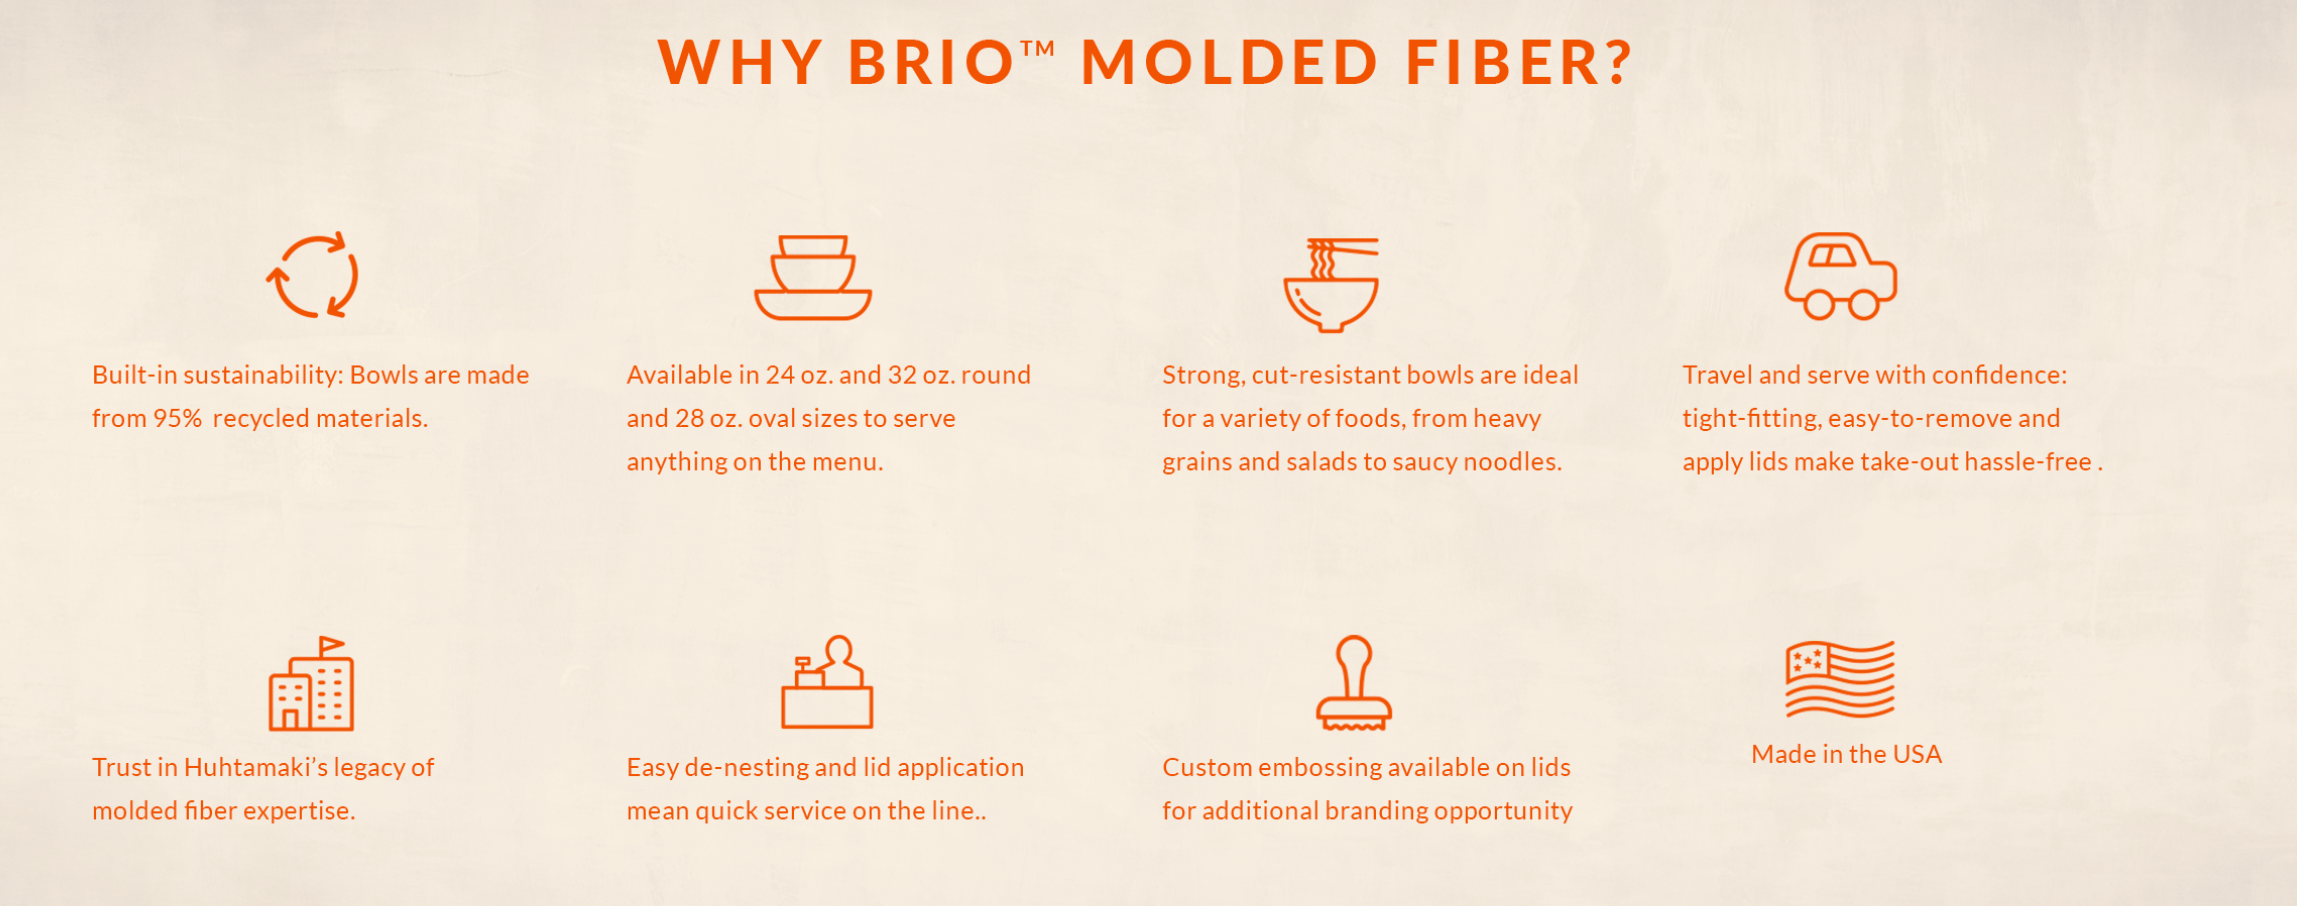 WHY BRIO™ MOLDED FIBER?
Built-in sustainability: Bowls are made
from 95%  recycled materials.
Available in 24 oz. and 32 oz. round
and 28 oz. oval sizes to serve
anything on the menu.
Strong, cut-resistant bowls are ideal
for a variety of foods, from heavy
grains and salads to saucy noodles.
Travel and serve with confidence:
tight-fitting, easy-to-remove and
apply lids make take-out hassle-free .
Trust in Huhtamaki’s legacy of
molded fiber expertise.
Easy de-nesting and lid application
mean quick service on the line..
Custom embossing available on lids
for additional branding opportunity
Made in the USA